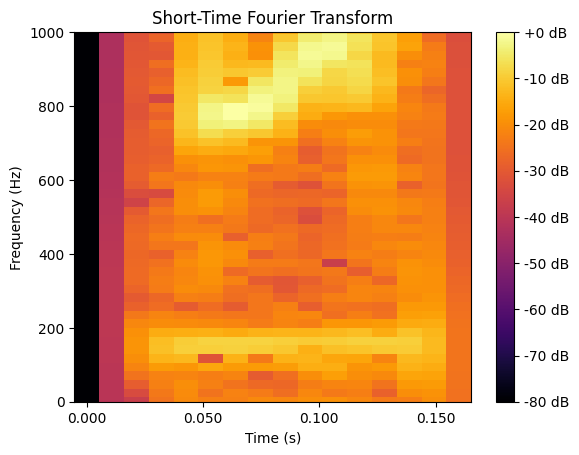 Short-Time Fourier Transform
1000
800
600
400
200
0
Frequency (Hz)
0.000
0.050
0.100
0.150
Time (s)
+0 dB
-10 dB
-20 dB
-30 dB
-40 dB
-50 dB
-60 dB
-70 dB
-80 dB